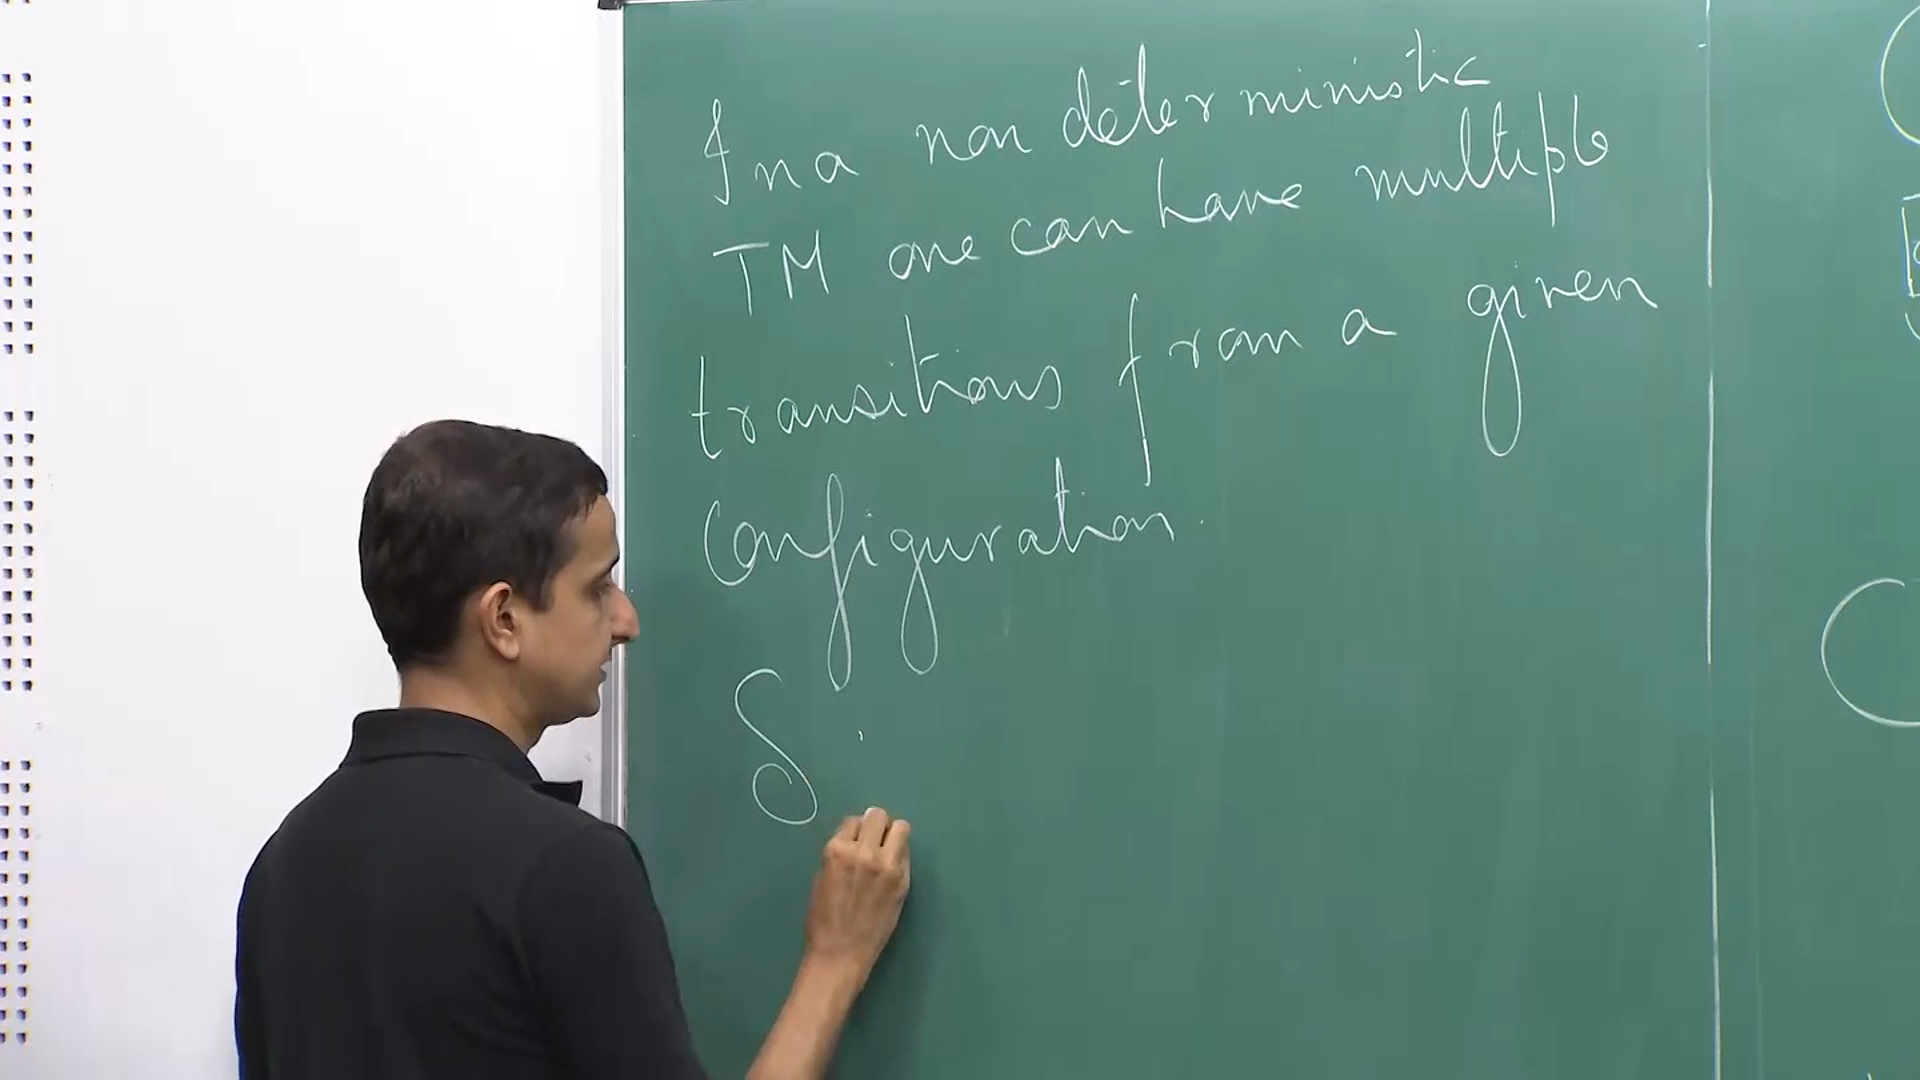 In a non deterministic
TM one can have multiple
transitions from a given
configuration.
δ :